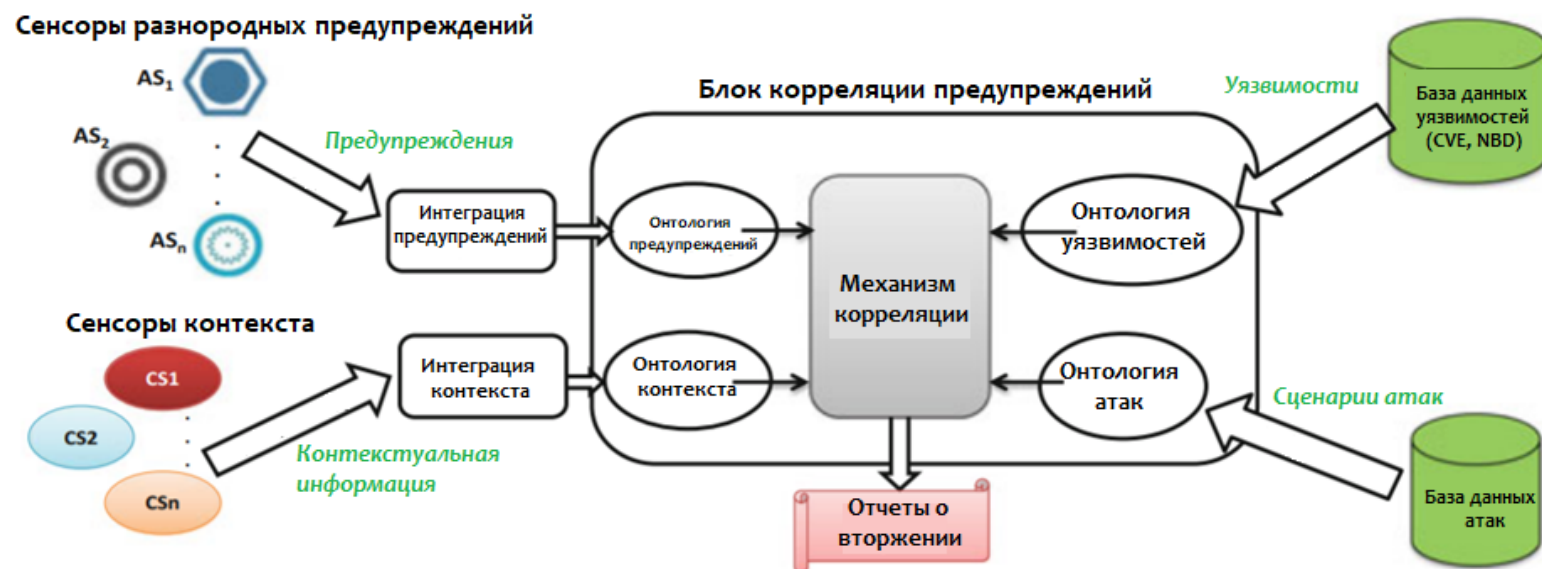 Сенсоры разнородных предупреждений
AS1
AS2
ASn
Предупреждения
Интеграция
предупреждений
Сенсоры контекста
CS1
CS2
CSn
Контекстуальная
информация
Интеграция
контекста
Блок корреляции предупреждений
Онтология
предупреждений
Онтология
контекста
Механизм
корреляции
Онтология
уязвимостей
Онтология
атак
Отчеты о
вторжении
Уязвимости
База данных
уязвимостей
(CVE, NBD)
Сценарии атак
База данных
атак